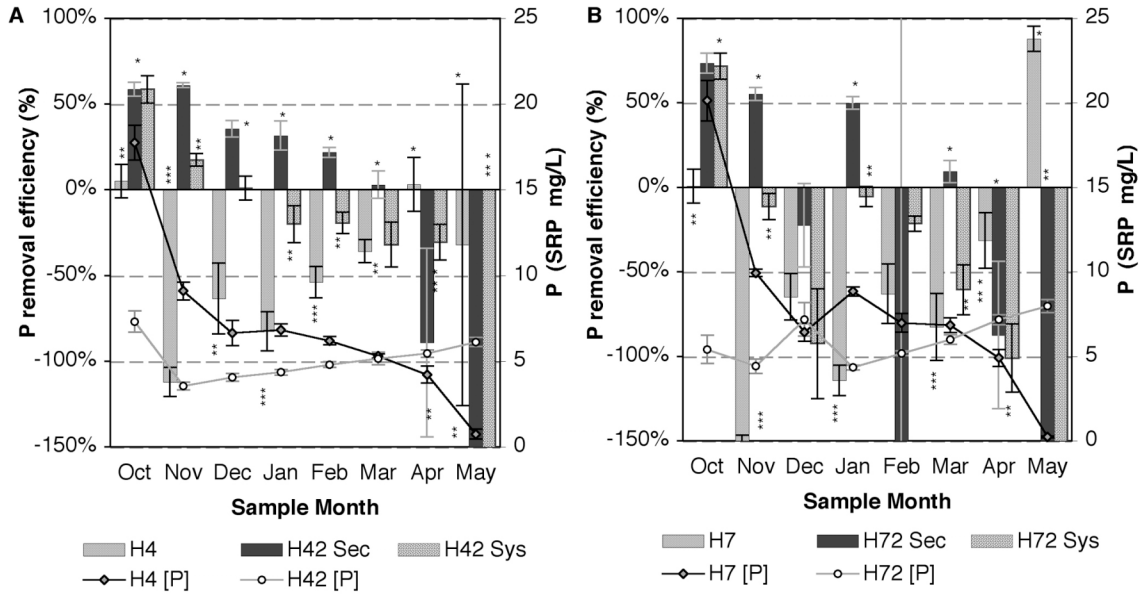 A
B
100%
50%
0%
-50%
-100%
-150%
P removal efficiency (%)
25
20
15
10
5
0
P (SRP mg/L)
* * * * * * *
** *** ** ** *
*** ** ** *** ** *** ** **
Oct Nov Dec Jan Feb Mar Apr May
Sample Month
H4 H42 Sec H42 Sys
H4 [P] H42 [P]
100%
50%
0%
-50%
-100%
-150%
P removal efficiency (%)
25
20
15
10
5
0
P (SRP mg/L)
* * * * * *
** ** ** ** ** *
*** *** *** **
Oct Nov Dec Jan Feb Mar Apr May
Sample Month
H7 H72 Sec H72 Sys
H7 [P] H72 [P]